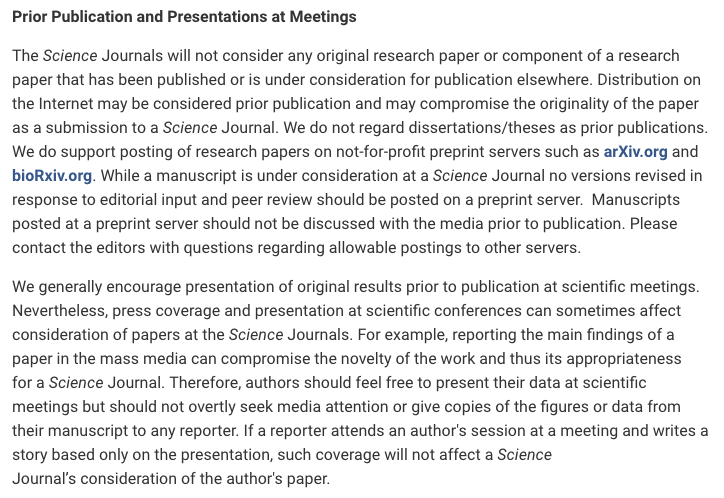 Prior Publication and Presentations at Meetings
The Science Journals will not consider any original research paper or component of a research
paper that has been published or is under consideration for publication elsewhere. Distribution on
the Internet may be considered prior publication and may compromise the originality of the paper
as a submission to a Science Journal. We do not regard dissertations/theses as prior publications.
We do support posting of research papers on not-for-profit preprint servers such as arXiv.org and
bioRxiv.org. While a manuscript is under consideration at a Science Journal no versions revised in
response to editorial input and peer review should be posted on a preprint server.  Manuscripts
posted at a preprint server should not be discussed with the media prior to publication. Please
contact the editors with questions regarding allowable postings to other servers.
We generally encourage presentation of original results prior to publication at scientific meetings.
Nevertheless, press coverage and presentation at scientific conferences can sometimes affect
consideration of papers at the Science Journals. For example, reporting the main findings of a
paper in the mass media can compromise the novelty of the work and thus its appropriateness
for a Science Journal. Therefore, authors should feel free to present their data at scientific
meetings but should not overtly seek media attention or give copies of the figures or data from
their manuscript to any reporter. If a reporter attends an author's session at a meeting and writes a
story based only on the presentation, such coverage will not affect a Science
Journal's consideration of the author's paper.